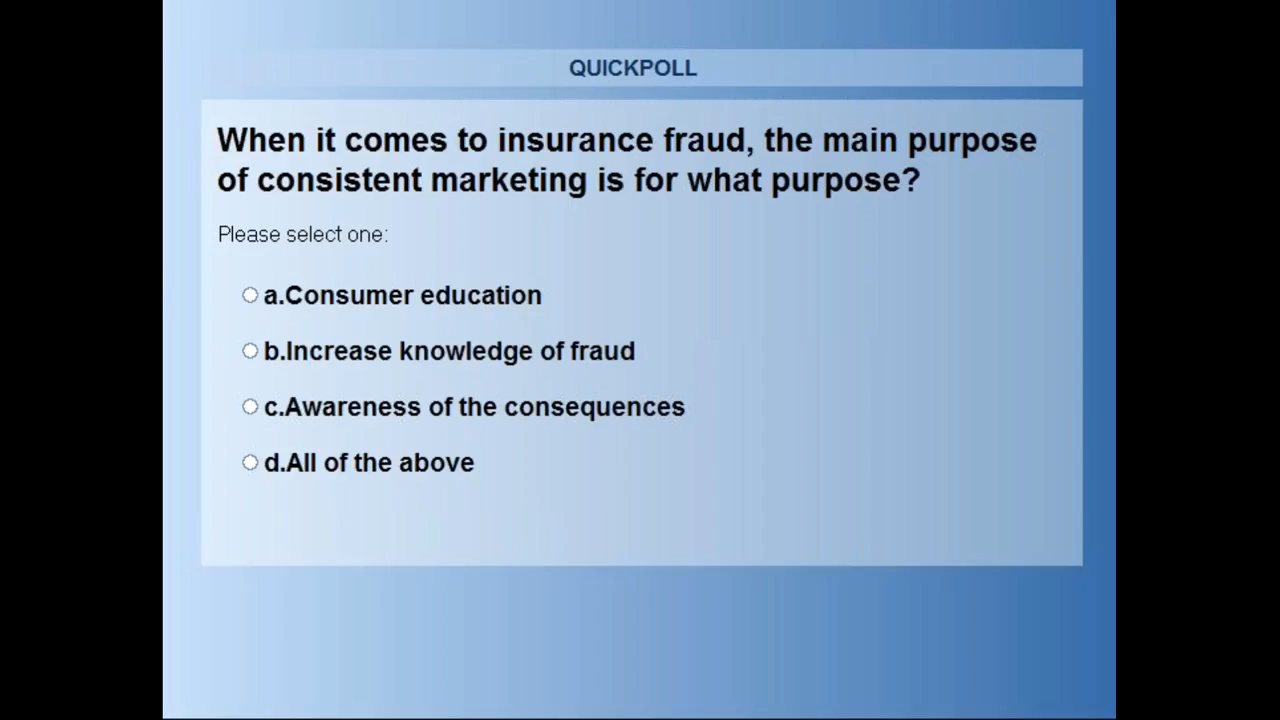 QUICKPOLL
When it comes to insurance fraud, the main purpose
of consistent marketing is for what purpose?
Please select one:
a.Consumer education
b.Increase knowledge of fraud
c.Awareness of the consequences
d.All of the above